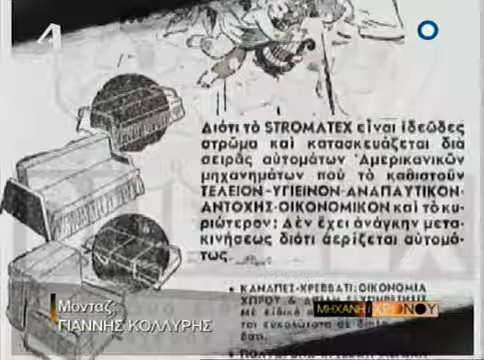 Διότι τὸ STROMATEX εἶναι ἰδεῶδες
στρῶμα καὶ κατασκευάζεται διὰ
σειρᾶς αὐτομάτων Ἀμερικανικῶν
μηχανημάτων ποὺ τὸ καθιστοῦν
ΤΕΛΕΙΟΝ-ΥΓΙΕΙΝΟΝ-ΑΝΑΠΑΥΤΙΚΟΝ-
ΑΝΤΟΧΗΣ-ΟΙΚΟΝΟΜΙΚΟΝ καὶ τὸ κυ-
ριώτερον: Δὲν ἔχει ἀνάγκην μετα-
κινήσεως διότι ἀερίζεται αὐτομά-
τως.
• ΚΑΝΑΠΕΣ-ΚΡΕΒΒΑΤΙ: ΟΙΚΟΝΟΜΙΑ
ΧΩΡΟΥ &
Μοντάζ
ΓΙΑΝΝΗΣ ΚΟΛΛΥΡΗΣ
ΜΗΧΑΝΗ ΧΡΟΝΟΥ